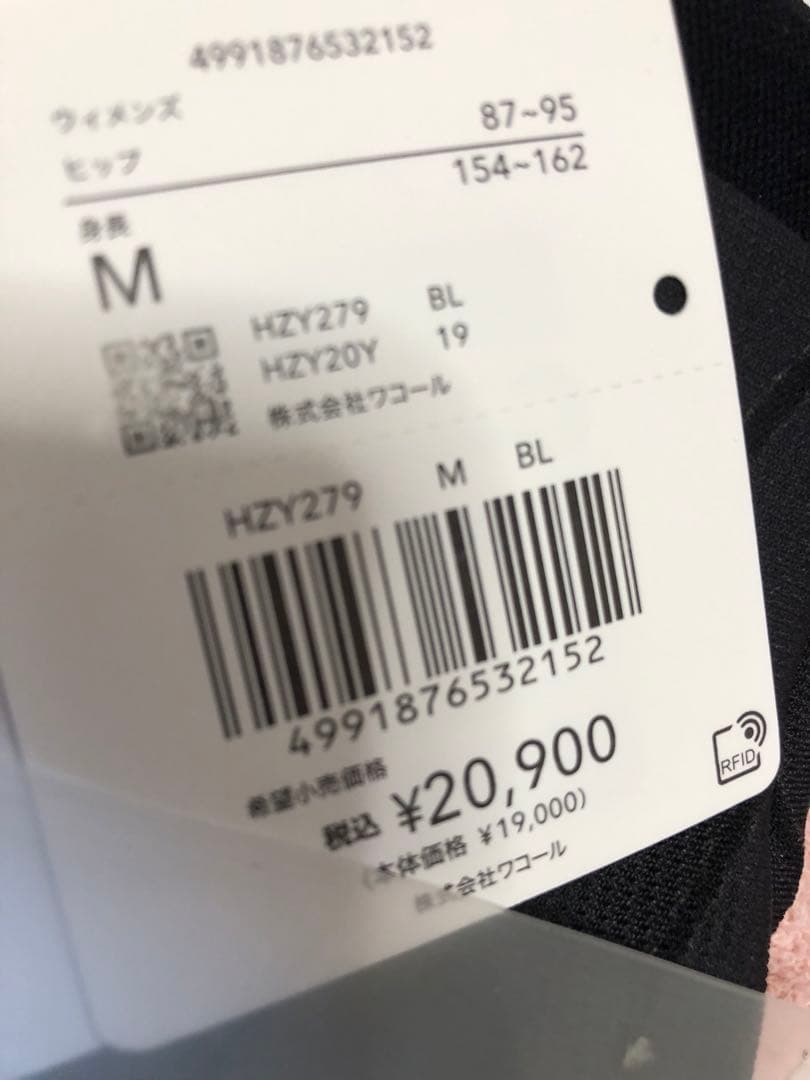 4991876532152
ウィメンズ
ヒップ 87~95
身長 154~162
M
HZY279 BL
HZY20Y 19
株式会社ワコール
HZY279 M BL
4991876532152
希望小売価格
税込 ¥20,900
(本体価格 ¥19,000)
株式会社ワコール
RFID